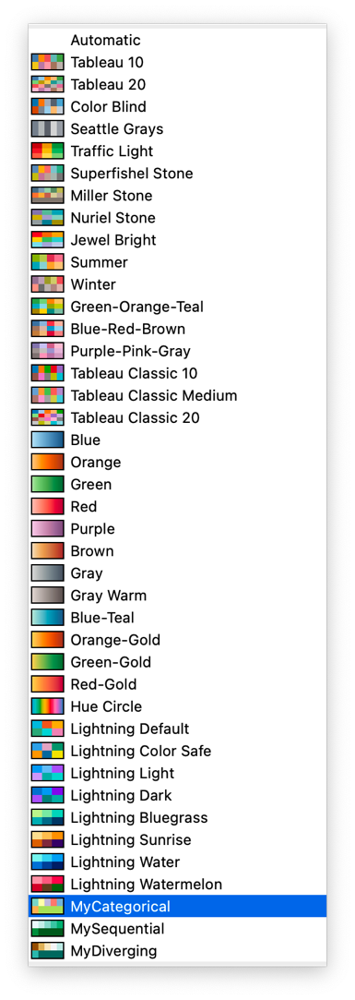 Automatic
Tableau 10
Tableau 20
Color Blind
Seattle Grays
Traffic Light
Superfishel Stone
Miller Stone
Nuriel Stone
Jewel Bright
Summer
Winter
Green-Orange-Teal
Blue-Red-Brown
Purple-Pink-Gray
Tableau Classic 10
Tableau Classic Medium
Tableau Classic 20
Blue
Orange
Green
Red
Purple
Brown
Gray
Gray Warm
Blue-Teal
Orange-Gold
Green-Gold
Red-Gold
Hue Circle
Lightning Default
Lightning Color Safe
Lightning Light
Lightning Dark
Lightning Bluegrass
Lightning Sunrise
Lightning Water
Lightning Watermelon
MyCategorical
MySequential
MyDiverging